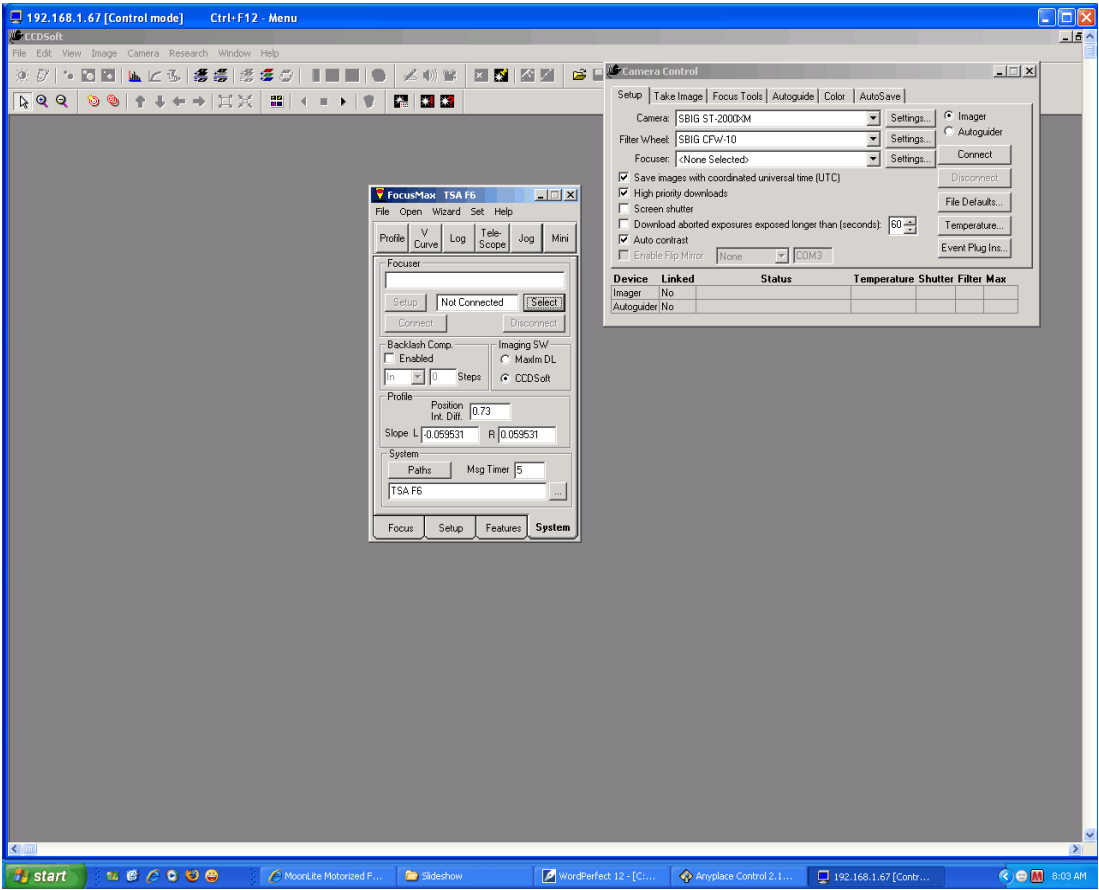 192.168.1.67 [Control mode] Ctrl+F12 - Menu
CCDSoft
File Edit View Image Camera Research Window Help
Camera Control
Setup Take Image Focus Tools Autoguide Color AutoSave
Camera: SBIG ST-2000XM Settings... Imager
Autoguider
Filter Wheel: SBIG CFW-10 Settings...
Focuser: <None Selected> Settings... Connect
Save images with coordinated universal time (UTC) Disconnect
High priority downloads
Screen shutter File Defaults...
Download aborted exposures exposed longer than (seconds): 60 Temperature...
Auto contrast
Enable Flip Mirror None COM3 Event Plug Ins...
Device Linked Status Temperature Shutter Filter Max
Imager No
Autoguider No
FocusMax TSA F6
File Open Wizard Set Help
Profile V Curve Log Tele-Scope Jog Mini
Focuser
Setup Not Connected Select
Connect Disconnect
Backlash Comp. Imaging SW
Enabled MaxIm DL
In 0 Steps CCDSoft
Profile
Position
Int. Diff. 0.73
Slope L -0.059531 R 0.059531
System
Paths Msg Timer 5
TSA F6 ...
Focus Setup Features System
start MoonLite Motorized F... Slideshow WordPerfect 12 - [C:... Anyplace Control 2.1... 192.168.1.67 [Contr... 8:03 AM